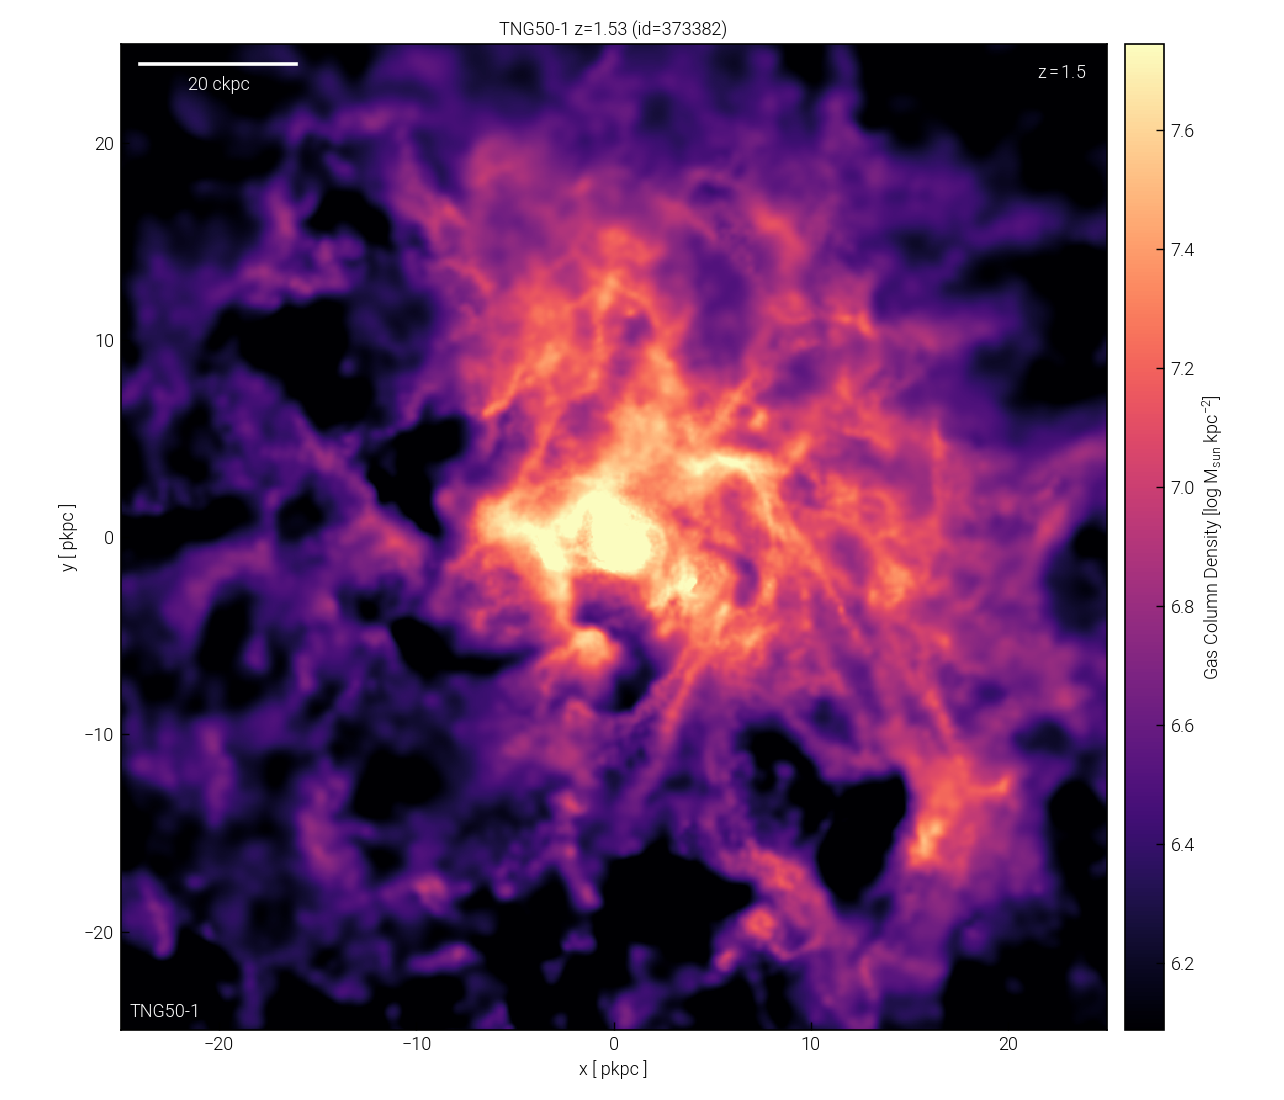 TNG50-1 z=1.53 (id=373382)
20 ckpc
z = 1.5
TNG50-1
20
10
0
−10
−20
y [ pkpc ]
−20
−10
0
10
20
x [ pkpc ]
7.6
7.4
7.2
7.0
6.8
6.6
6.4
6.2
Gas Column Density [log M_sun kpc^−2]